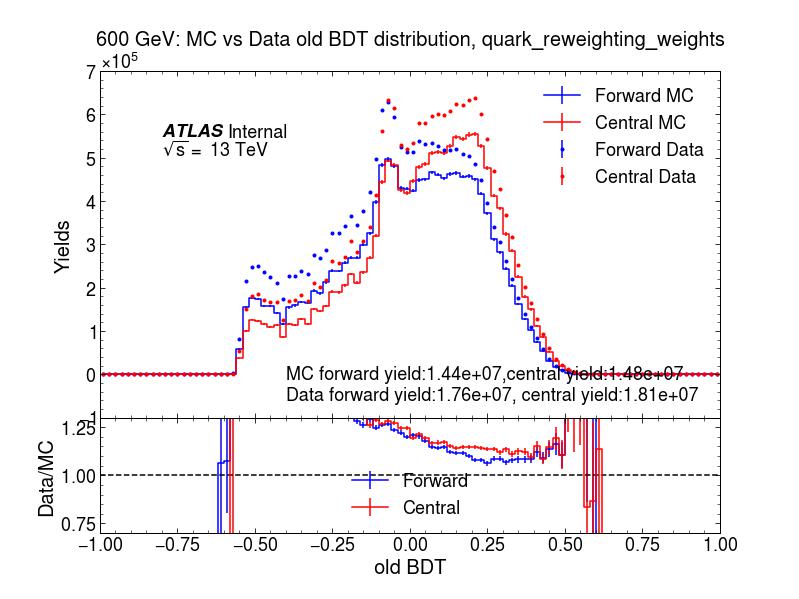 600 GeV: MC vs Data old BDT distribution, quark_reweighting_weights
×10⁵
7
6
5
4
3
2
1
0
1
Yields
ATLAS Internal
√s = 13 TeV
Forward MC
Central MC
Forward Data
Central Data
MC forward yield:1.44e+07,central yield:1.48e+07
Data forward yield:1.76e+07, central yield:1.81e+07
1.25
1.00
0.75
Data/MC
Forward
Central
−1.00 −0.75 −0.50 −0.25 0.00 0.25 0.50 0.75 1.00
old BDT